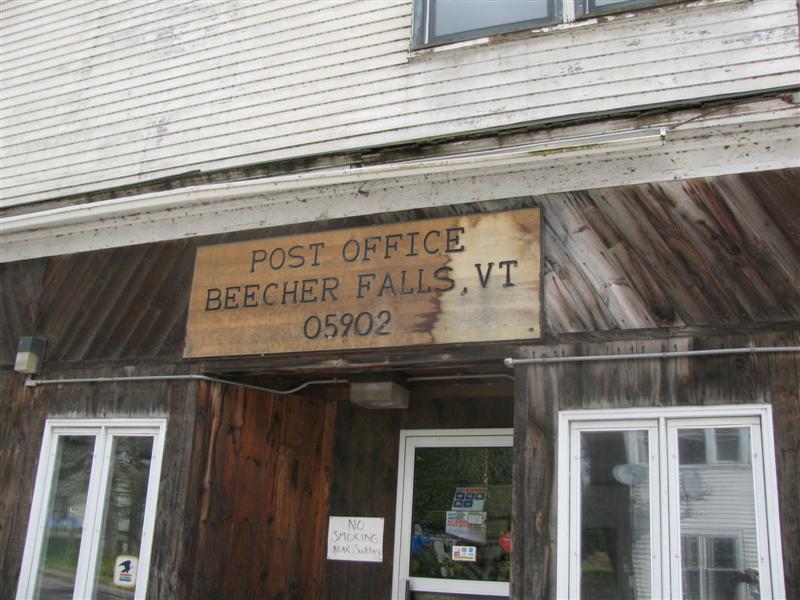 POST OFFICE
BEECHER FALLS, VT
05902
NO
SMOKING
NEAR Building